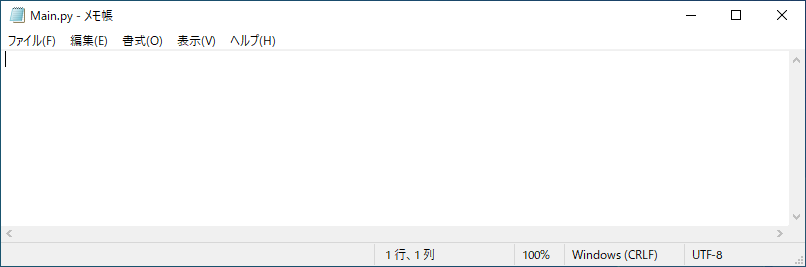 Main.py - メモ帳
ファイル(F) 編集(E) 書式(O) 表示(V) ヘルプ(H)
1 行、1 列 100% Windows (CRLF) UTF-8